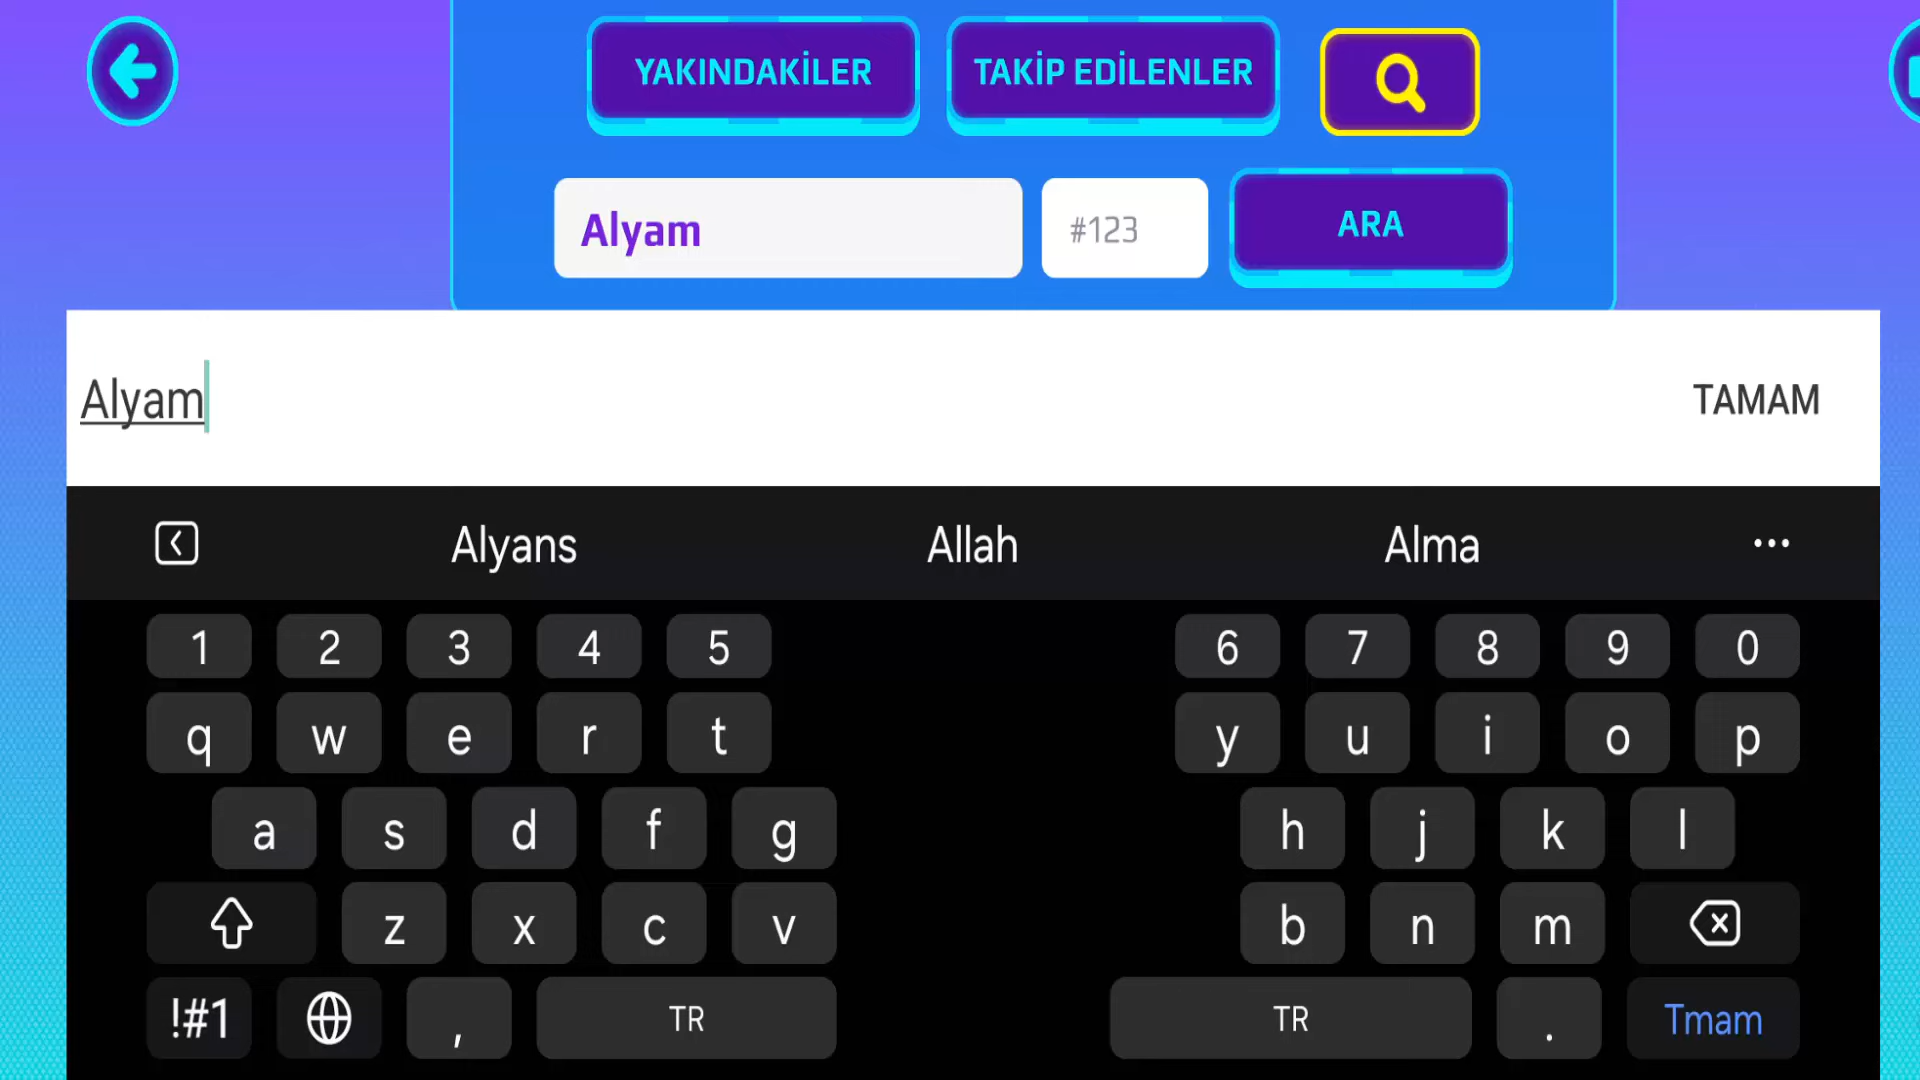 YAKINDAKİLER TAKİP EDİLENLER
Alyam #123 ARA
Alyam TAMAM
Alyans Allah Alma ...
1 2 3 4 5 6 7 8 9 0
q w e r t y u i o p
a s d f g h j k l
z x c v b n m
!#1 , TR TR . Tmam